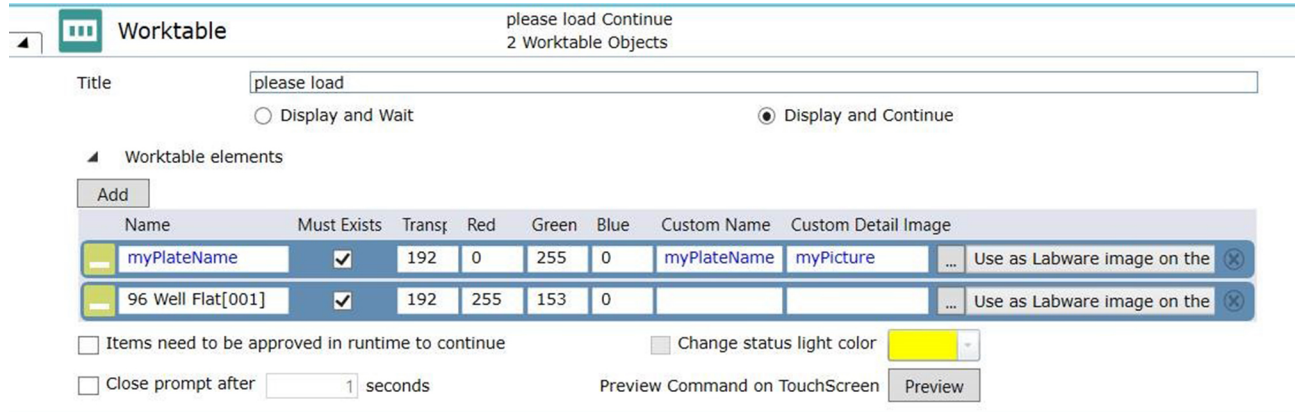 Worktable
please load Continue
2 Worktable Objects
Title
please load
Display and Wait
Display and Continue
Worktable elements
Add
Name Must Exists Transp Red Green Blue Custom Name Custom Detail Image
myPlateName 192 0 255 0 myPlateName myPicture ... Use as Labware image on the
96 Well Flat[001] 192 255 153 0 ... Use as Labware image on the
Items need to be approved in runtime to continue Change status light color
Close prompt after 1 seconds Preview Command on TouchScreen Preview